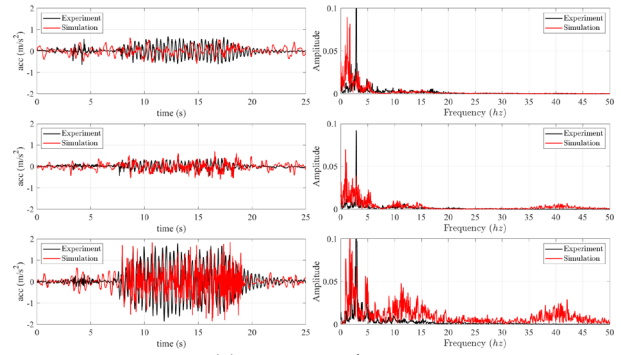 Experiment
Simulation
acc (m/s²)
2
1
0
-1
-2
0 5 10 15 20 25
time (s)
Experiment
Simulation
Amplitude
0.1
0.05
0
0 5 10 15 20 25 30 35 40 45 50
Frequency (hz)
Experiment
Simulation
acc (m/s²)
2
1
0
-1
-2
0 5 10 15 20 25
time (s)
Experiment
Simulation
Amplitude
0.1
0.05
0
0 5 10 15 20 25 30 35 40 45 50
Frequency (hz)
Experiment
Simulation
acc (m/s²)
2
1
0
-1
-2
0 5 10 15 20 25
time (s)
Experiment
Simulation
Amplitude
0.1
0.05
0
0 5 10 15 20 25 30 35 40 45 50
Frequency (hz)